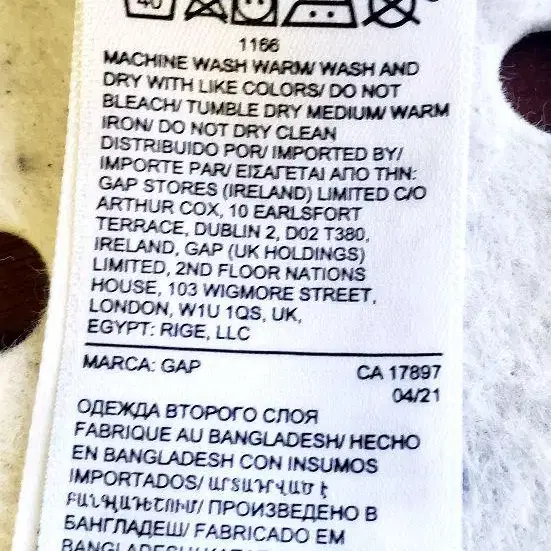 40
1166
MACHINE WASH WARM/ WASH AND
DRY WITH LIKE COLORS/ DO NOT
BLEACH/ TUMBLE DRY MEDIUM/ WARM
IRON/ DO NOT DRY CLEAN
DISTRIBUIDO POR/ IMPORTED BY/
IMPORTE PAR/ ΕΙΣΑΓΕΤΑΙ ΑΠΟ ΤΗΝ:
GAP STORES (IRELAND) LIMITED C/O
ARTHUR COX, 10 EARLSFORT
TERRACE, DUBLIN 2, D02 T380,
IRELAND, GAP (UK HOLDINGS)
LIMITED, 2ND FLOOR NATIONS
HOUSE, 103 WIGMORE STREET,
LONDON, W1U 1QS, UK,
EGYPT: RIGE, LLC
MARCA: GAP
CA 17897
04/21
ОДЕЖДА ВТОРОГО СЛОЯ
FABRIQUE AU BANGLADESH/ HECHO
EN BANGLADESH CON INSUMOS
IMPORTADOS/ ԱՐՏԱԴՐՎԱԾ Է
ԲԱՆԳԼԱԴԵՇՈՒՄ/ ПРОИЗВЕДЕНО В
БАНГЛАДЕШ/ FABRICADO EM
BANGLADESH/